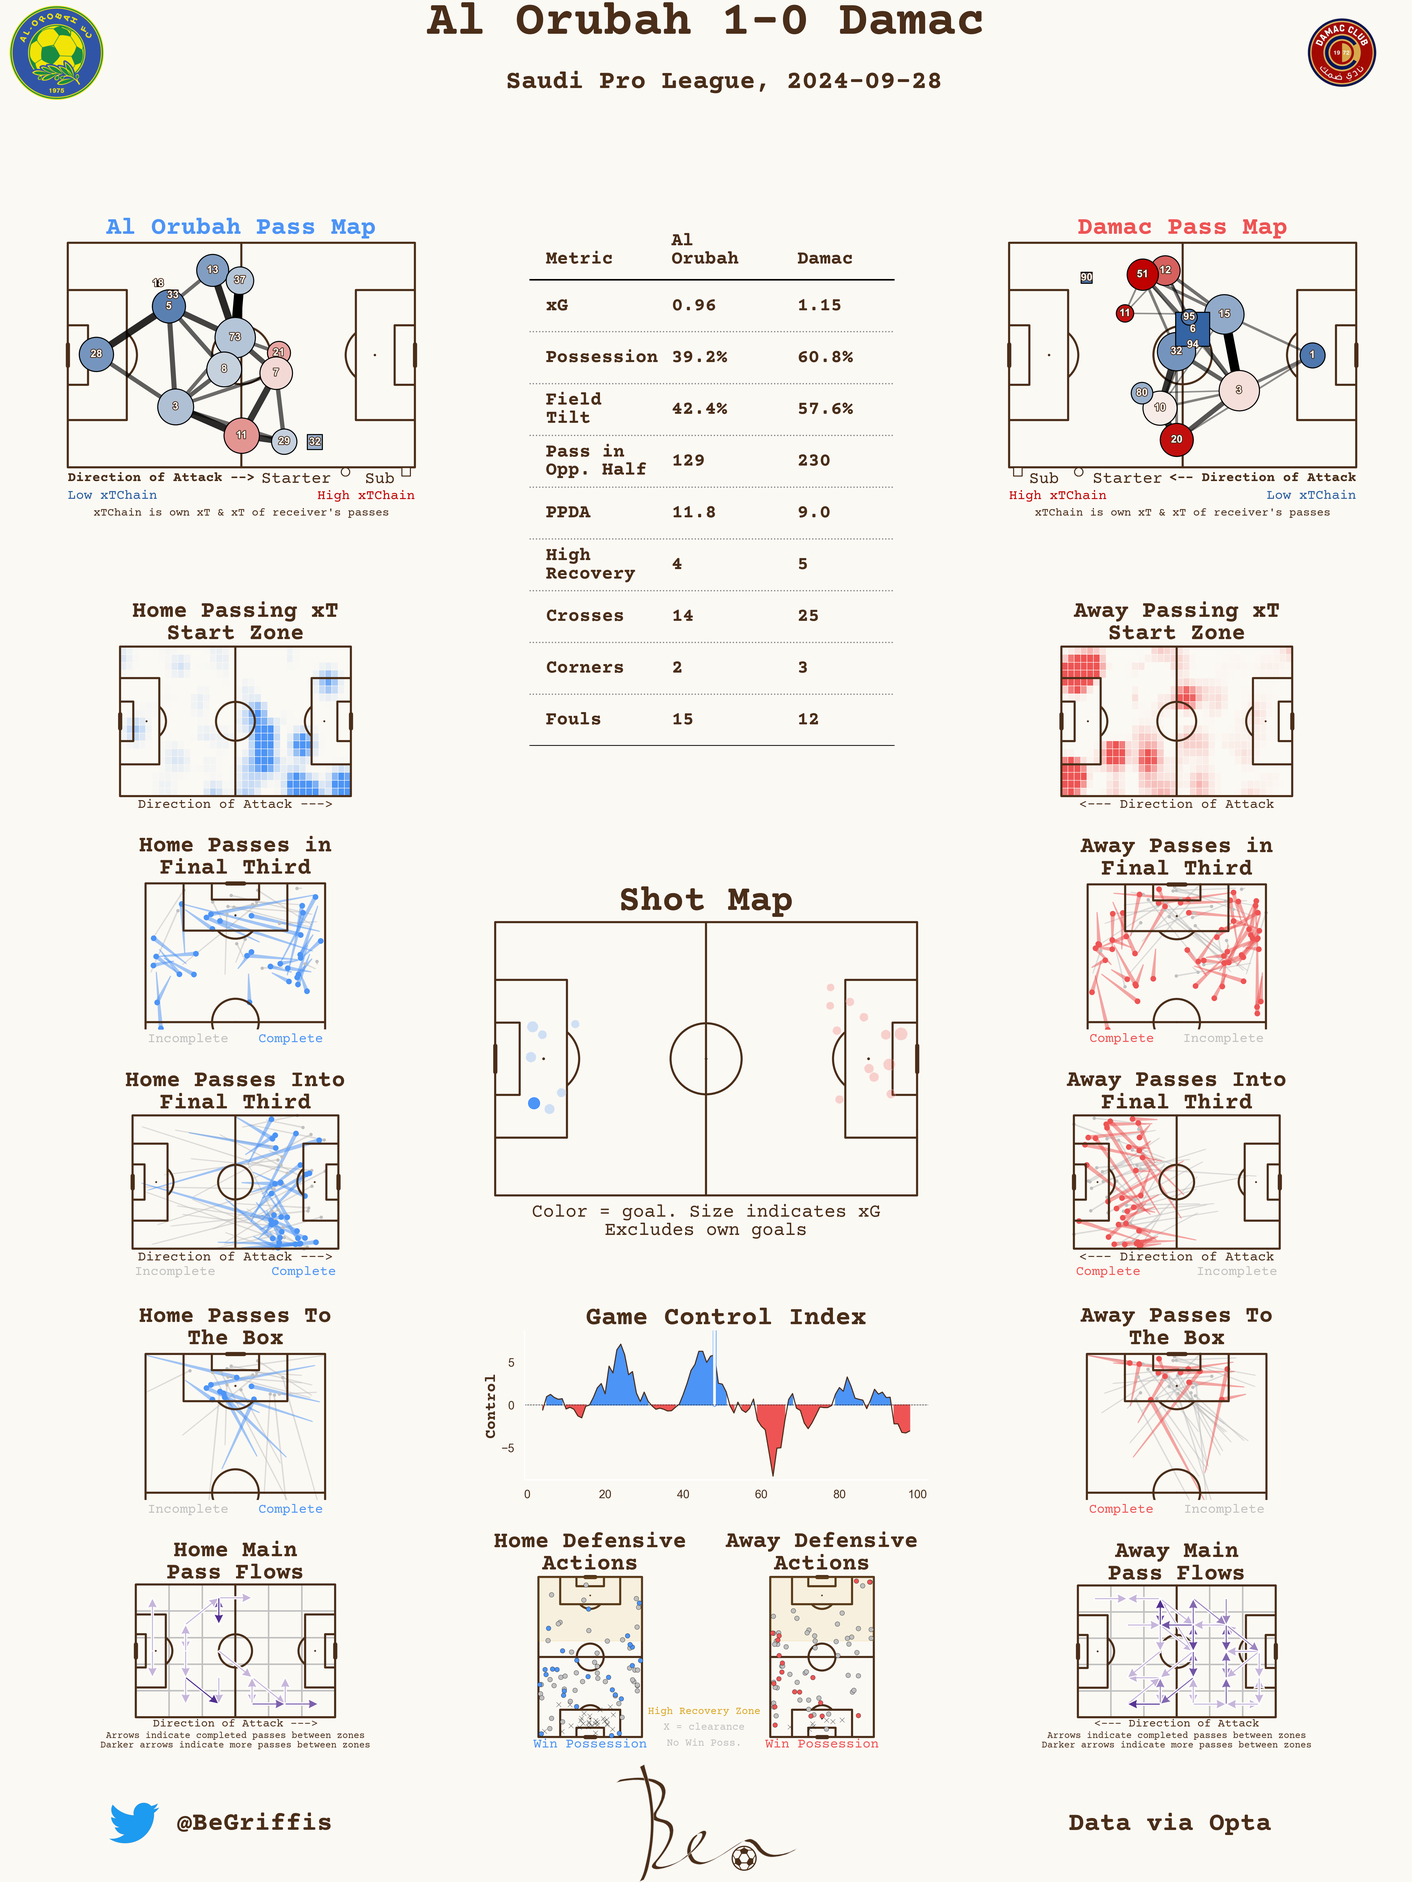 Al Orubah 1-0 Damac
Saudi Pro League, 2024-09-28
AL-OROBAH FC
1975
DAMAC CLUB
19 72
نادي ضمك
Al Orubah Pass Map
13
37
18
33
5
73
28
21
8
7
3
11
29
32
Direction of Attack --> Starter Sub
Low xTChain High xTChain
xTChain is own xT & xT of receiver's passes
Metric Al Orubah Damac
xG 0.96 1.15
Possession 39.2% 60.8%
Field Tilt 42.4% 57.6%
Pass in Opp. Half 129 230
PPDA 11.8 9.0
High Recovery 4 5
Crosses 14 25
Corners 2 3
Fouls 15 12
Damac Pass Map
90
51
12
11
95
15
6
94
32
1
80
3
10
20
Sub Starter <-- Direction of Attack
High xTChain Low xTChain
xTChain is own xT & xT of receiver's passes
Home Passing xT
Start Zone
Direction of Attack --->
Away Passing xT
Start Zone
<--- Direction of Attack
Home Passes in
Final Third
Incomplete Complete
Away Passes in
Final Third
Complete Incomplete
Shot Map
Color = goal. Size indicates xG
Excludes own goals
Home Passes Into
Final Third
Direction of Attack --->
Incomplete Complete
Away Passes Into
Final Third
<--- Direction of Attack
Complete Incomplete
Home Passes To
The Box
Incomplete Complete
Game Control Index
Control
5
0
−5
0 20 40 60 80 100
Away Passes To
The Box
Complete Incomplete
Home Main
Pass Flows
Direction of Attack --->
Arrows indicate completed passes between zones
Darker arrows indicate more passes between zones
Home Defensive
Actions
Win Possession
High Recovery Zone
X = clearance
No Win Poss.
Away Defensive
Actions
Win Possession
Away Main
Pass Flows
<--- Direction of Attack
Arrows indicate completed passes between zones
Darker arrows indicate more passes between zones
@BeGriffis
Ben
Data via Opta